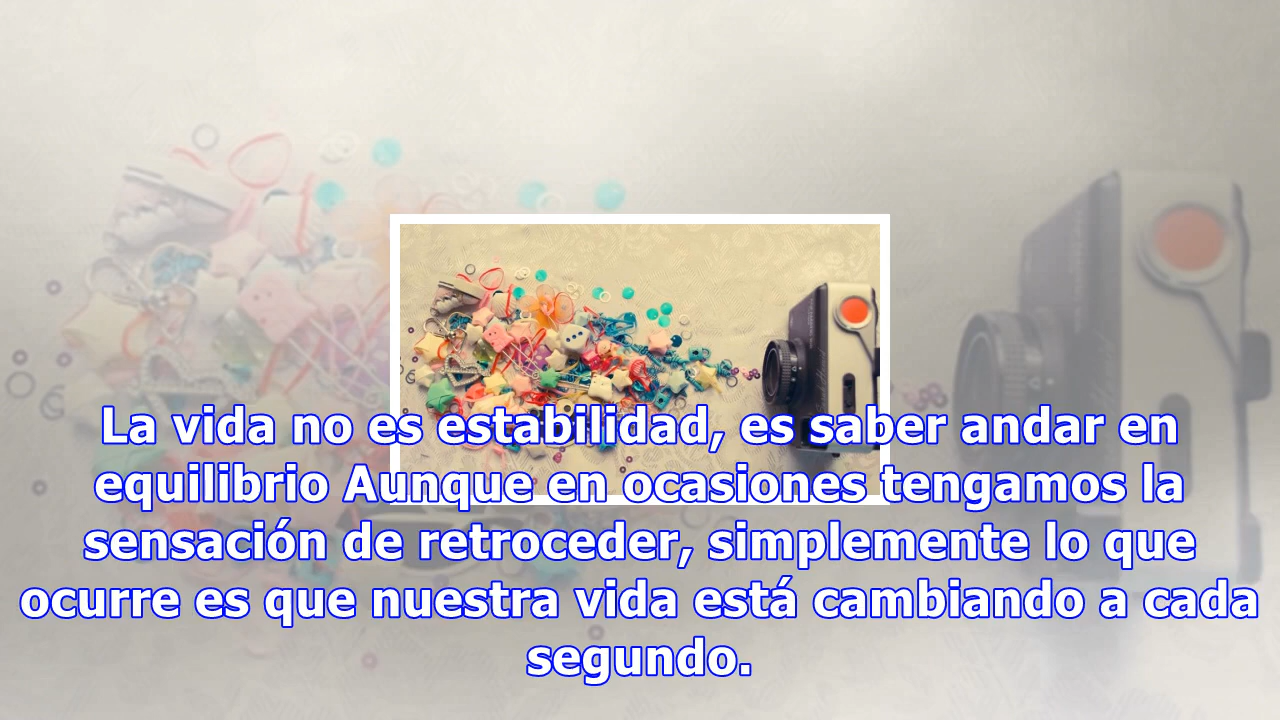 La vida no es estabilidad, es saber andar en
equilibrio Aunque en ocasiones tengamos la
sensación de retroceder, simplemente lo que
ocurre es que nuestra vida está cambiando a cada
segundo.